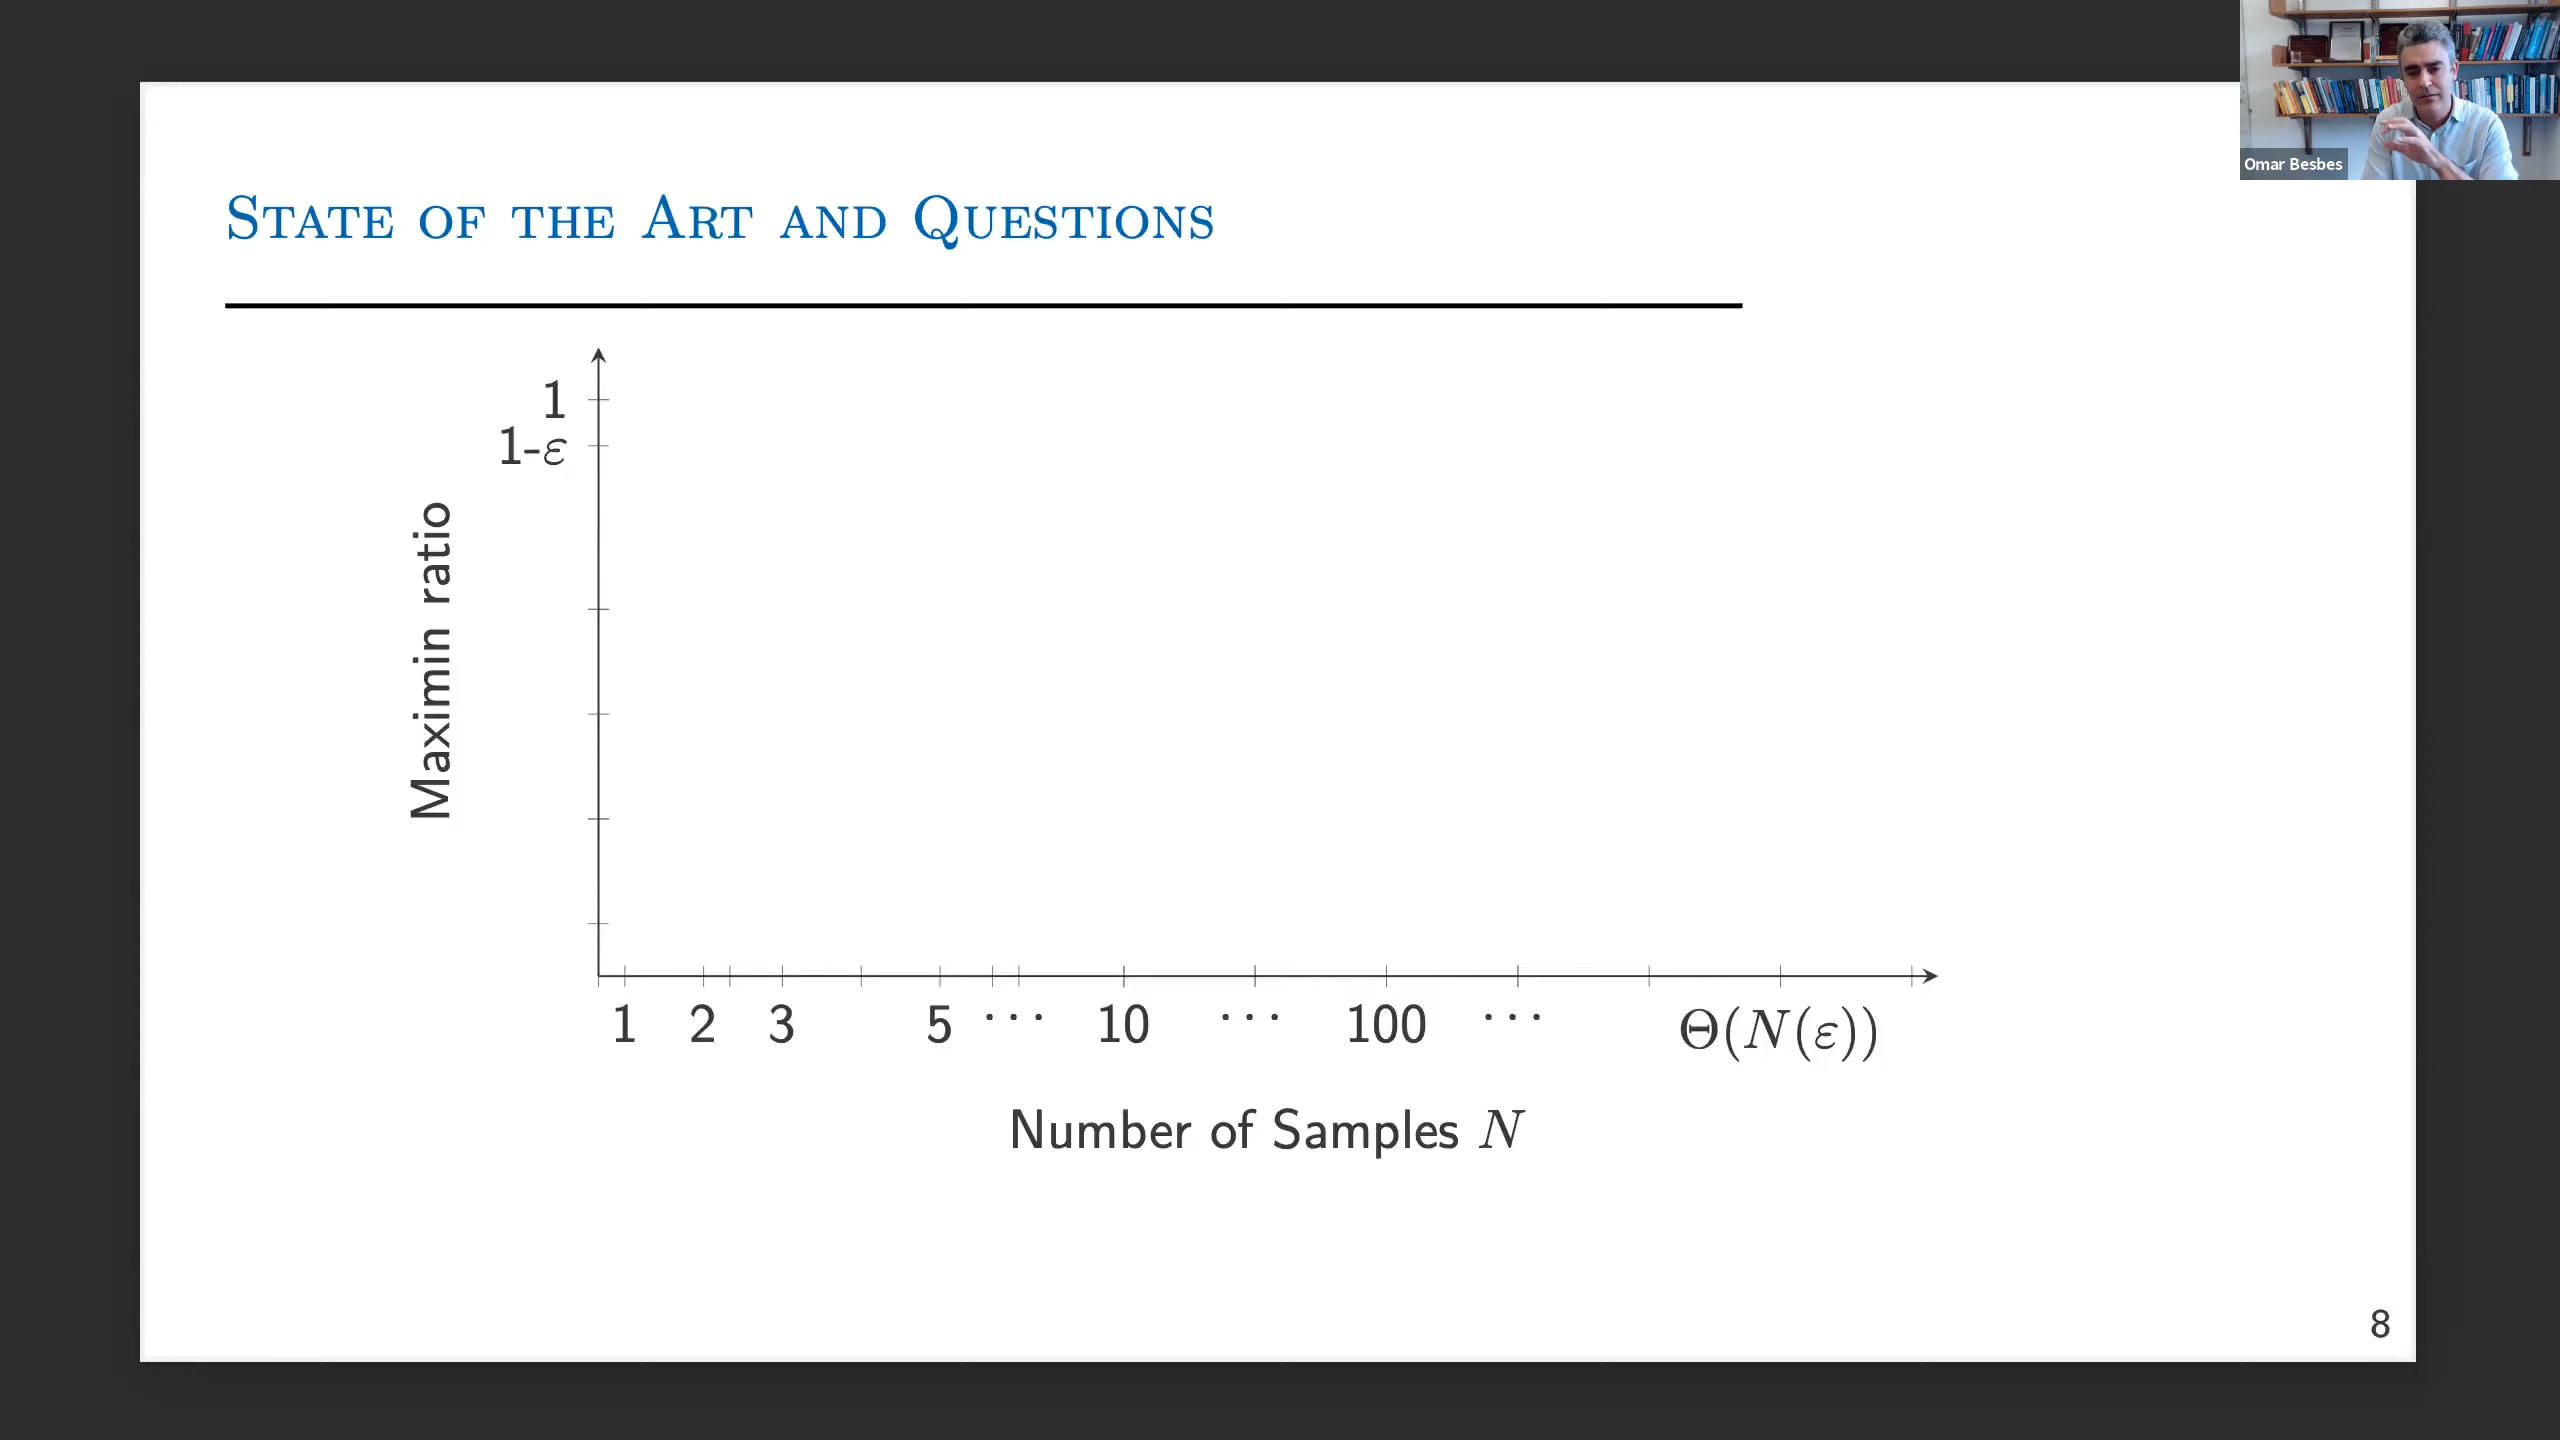 Omar Besbes
State of the Art and Questions
1
1-ε
Maximin ratio
1 2 3 5 ··· 10 ··· 100 ··· Θ(N(ε))
Number of Samples N
8